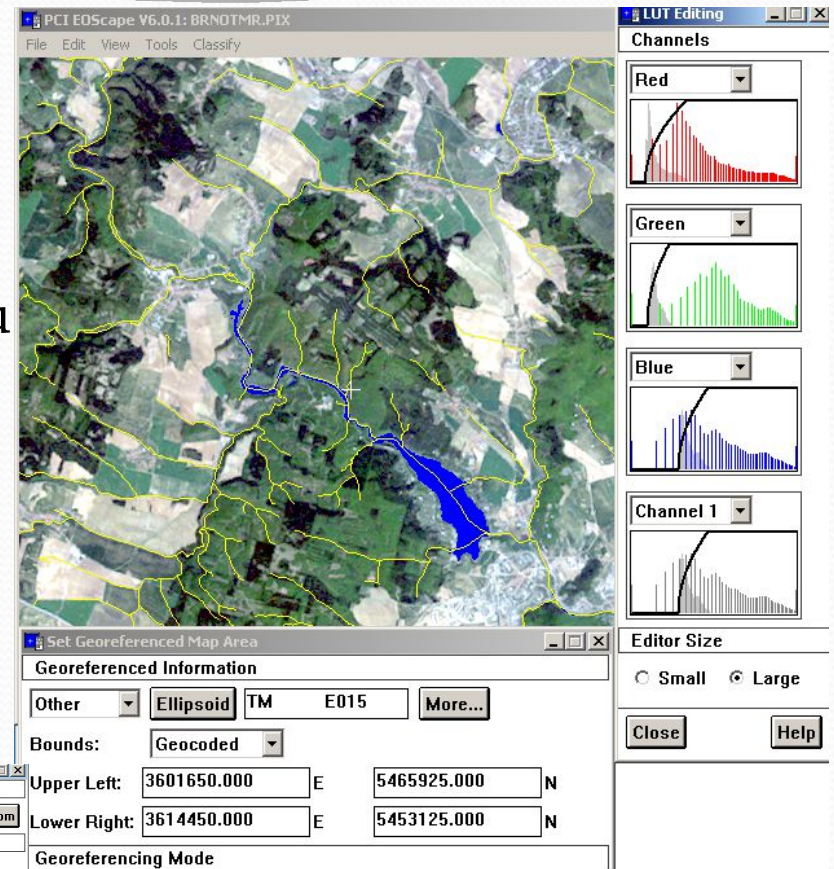 PCI EOScape V6.0.1: BRNOTMR.PIX
File Edit View Tools Classify
LUT Editing
Channels
Red
Green
Blue
Channel 1
Editor Size
Small Large
Close Help
Set Georeferenced Map Area
Georeferenced Information
Other Ellipsoid TM E015 More...
Bounds: Geocoded
Upper Left: 3601650.000 E 5465925.000 N
Lower Right: 3614450.000 E 5453125.000 N
Georeferencing Mode